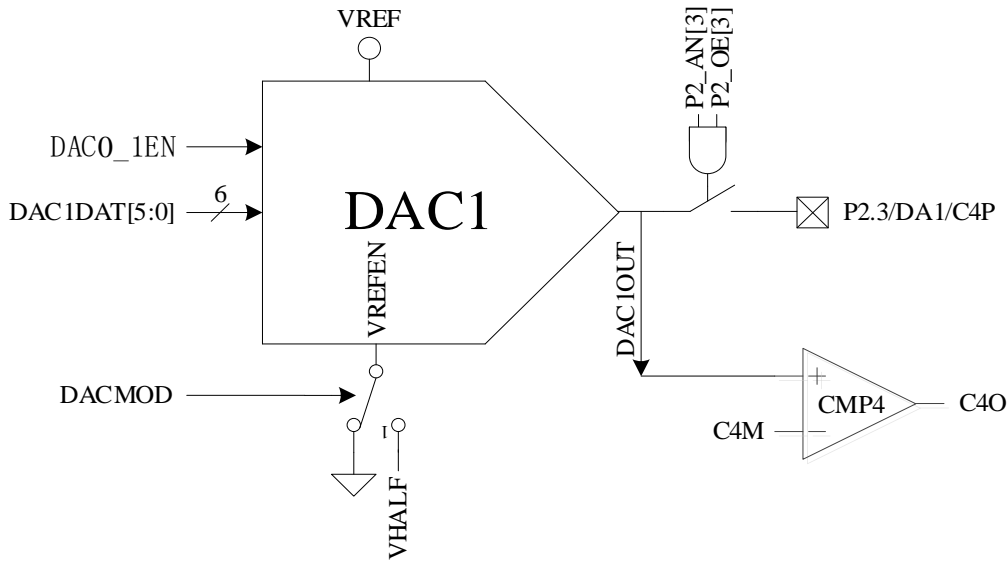 VREF
P2_AN[3]
P2_OE[3]
DAC0_1EN
6
DAC1DAT[5:0]
DAC1
P2.3/DA1/C4P
VREFEN
DAC1OUT
DACMOD
+
CMP4
C4O
C4M
1
VHALF